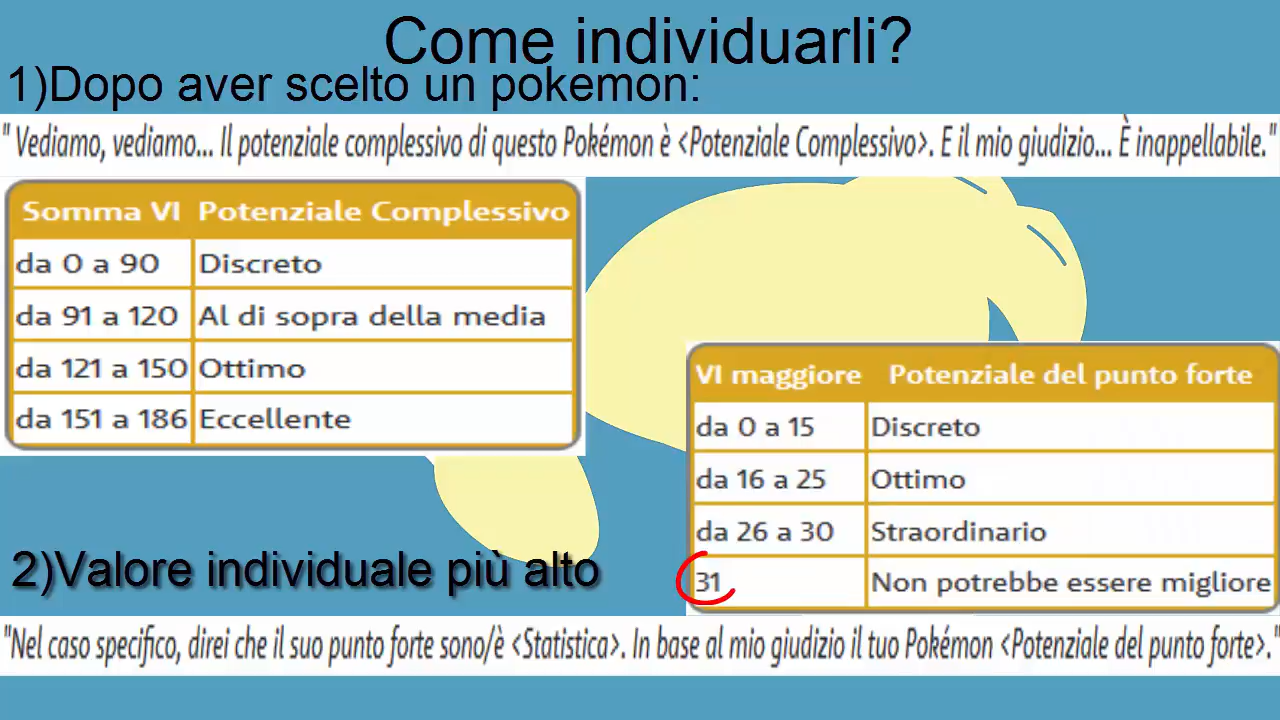 Come individuarli?
1)Dopo aver scelto un pokemon:
" Vediamo, vediamo... Il potenziale complessivo di questo Pokémon è <Potenziale Complessivo>. E il mio giudizio... È inappellabile."
Somma VI Potenziale Complessivo
da 0 a 90 Discreto
da 91 a 120 Al di sopra della media
da 121 a 150 Ottimo
da 151 a 186 Eccellente
VI maggiore Potenziale del punto forte
da 0 a 15 Discreto
da 16 a 25 Ottimo
da 26 a 30 Straordinario
31 Non potrebbe essere migliore
2)Valore individuale più alto
"Nel caso specifico, direi che il suo punto forte sono/è <Statistica>. In base al mio giudizio il tuo Pokémon <Potenziale del punto forte>."